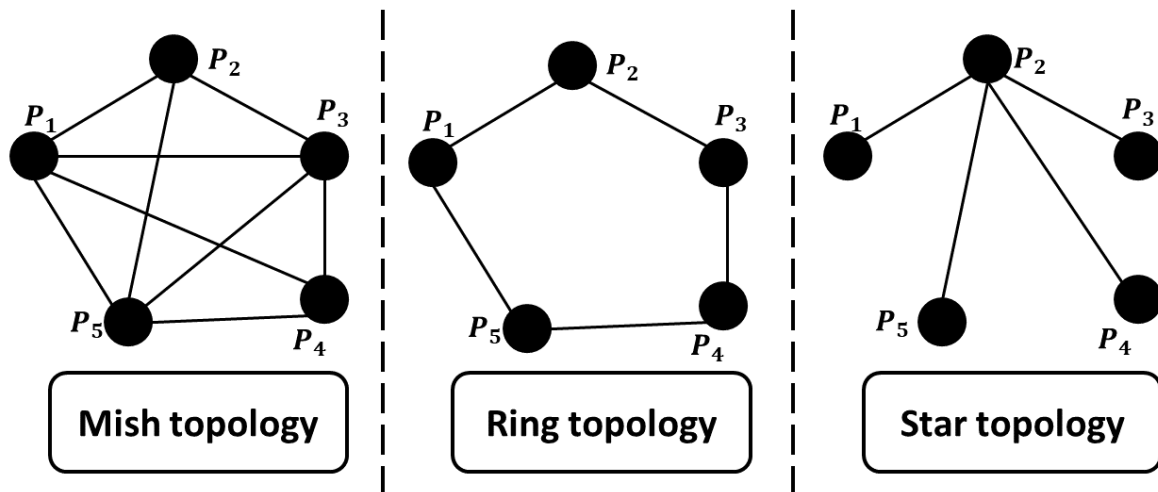 P₂
P₁
P₃
P₅
P₄
Mish topology
P₂
P₁
P₃
P₅
P₄
Ring topology
P₂
P₁
P₃
P₅
P₄
Star topology